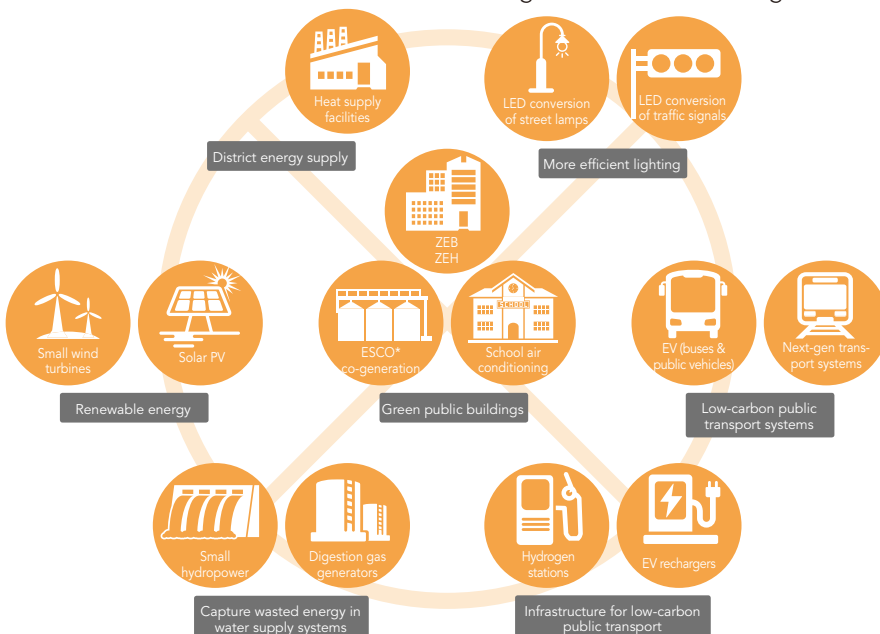 Heat supply
facilities
LED conversion
of street lamps
LED conversion
of traffic signals
District energy supply
More efficient lighting
ZEB
ZEH
Small wind
turbines
Solar PV
ESCO*
co-generation
SCHOOL
School air
conditioning
EV (buses &
public vehicles)
Next-gen trans-
port systems
Renewable energy
Green public buildings
Low-carbon public
transport systems
Small
hydropower
Digestion gas
generators
Hydrogen
stations
EV rechargers
Capture wasted energy in
water supply systems
Infrastructure for low-carbon
public transport